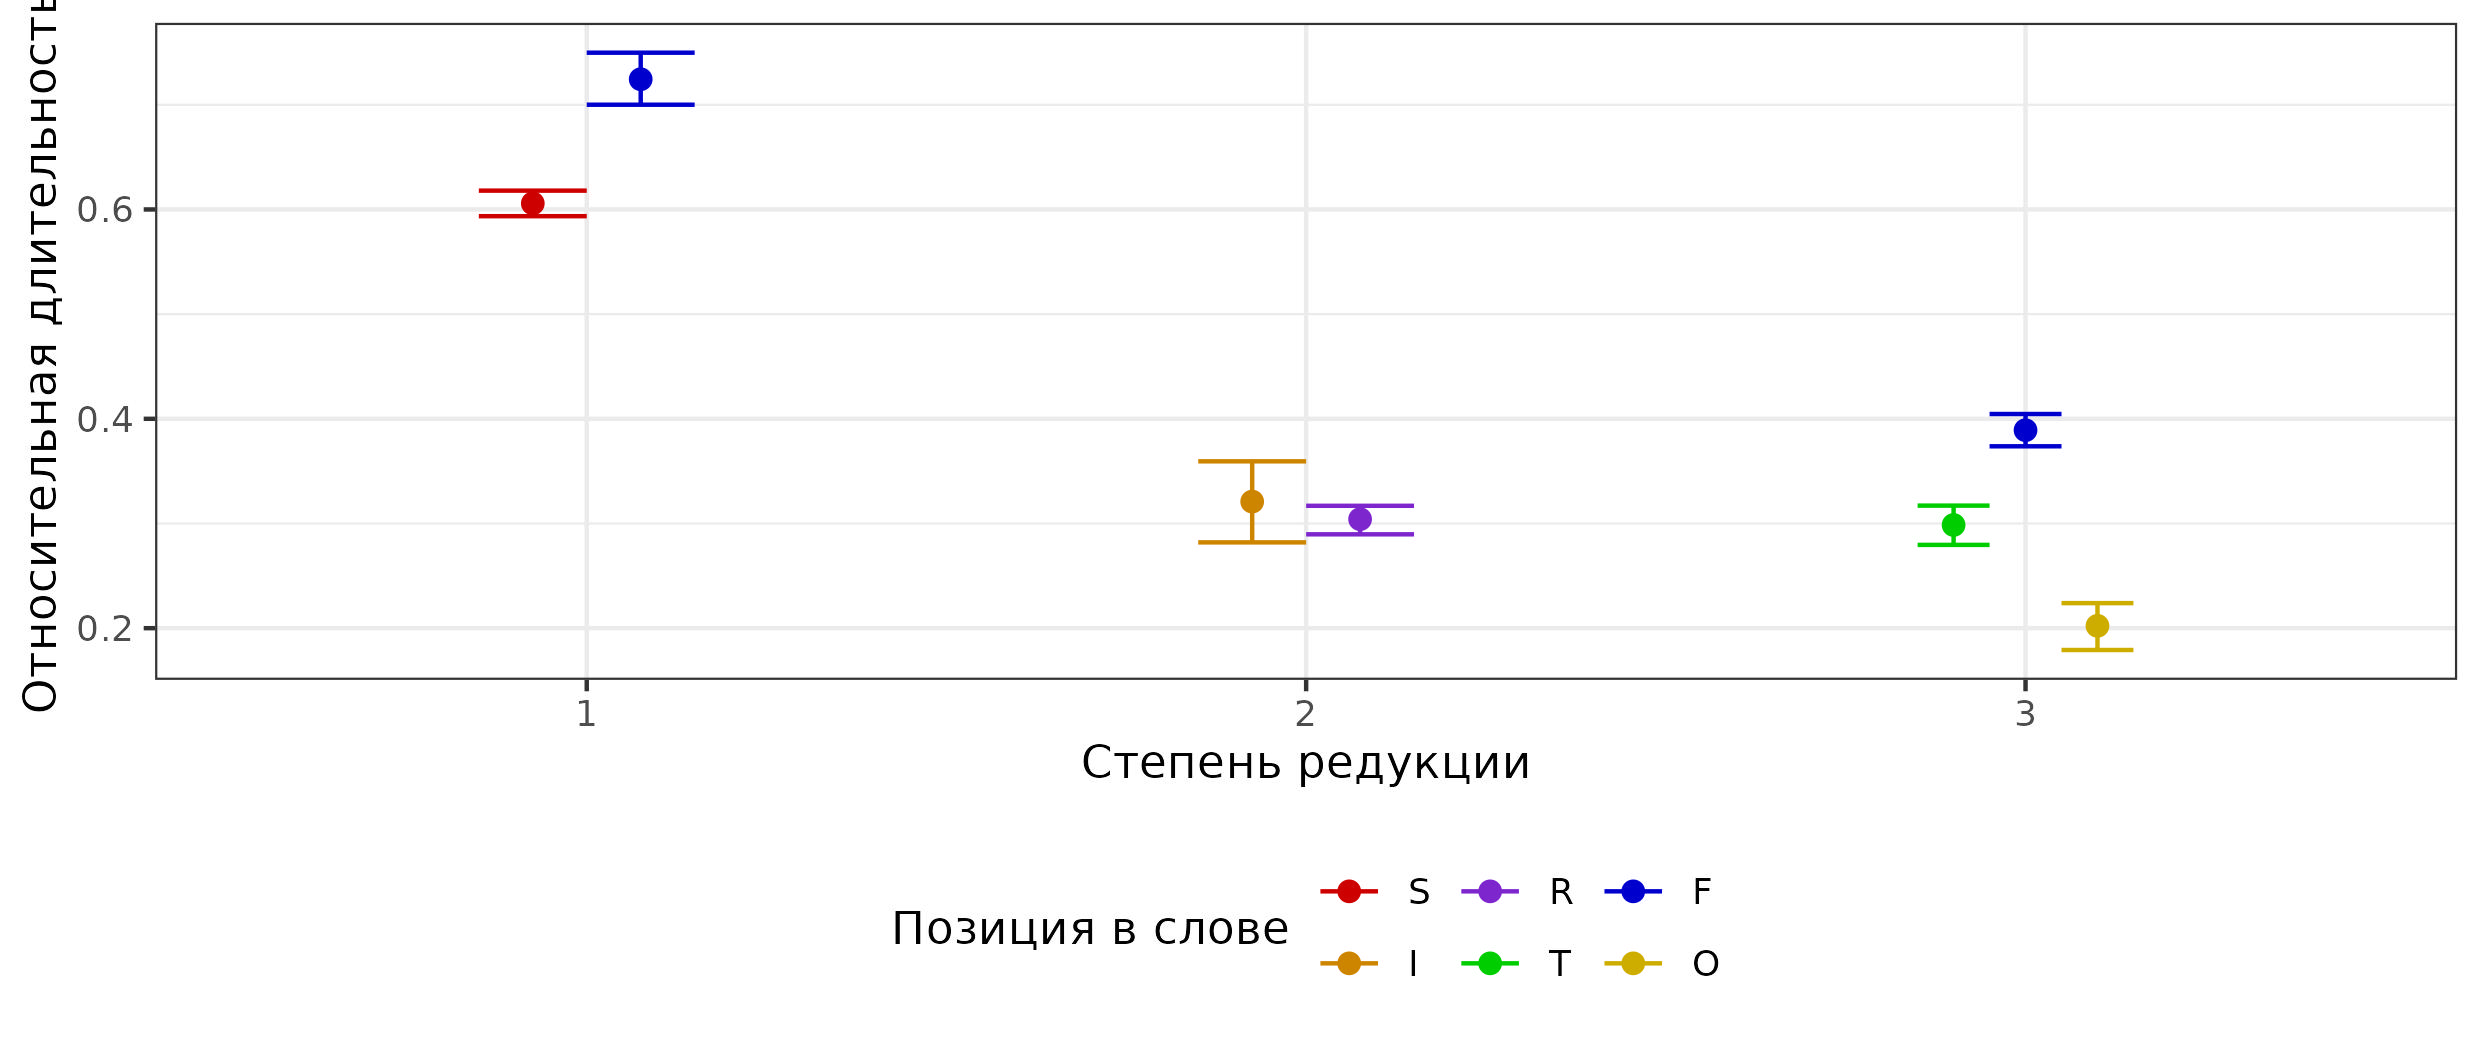 Относительная длительность
0.6
0.4
0.2
1 2 3
Степень редукции
Позиция в слове
S R F
I T O